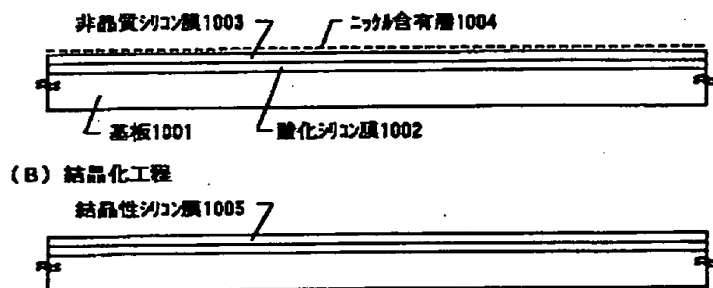 非晶質シリコン膜1003
ニッケル含有層1004
基板1001
酸化シリコン膜1002
(B) 結晶化工程
結晶性シリコン膜1005